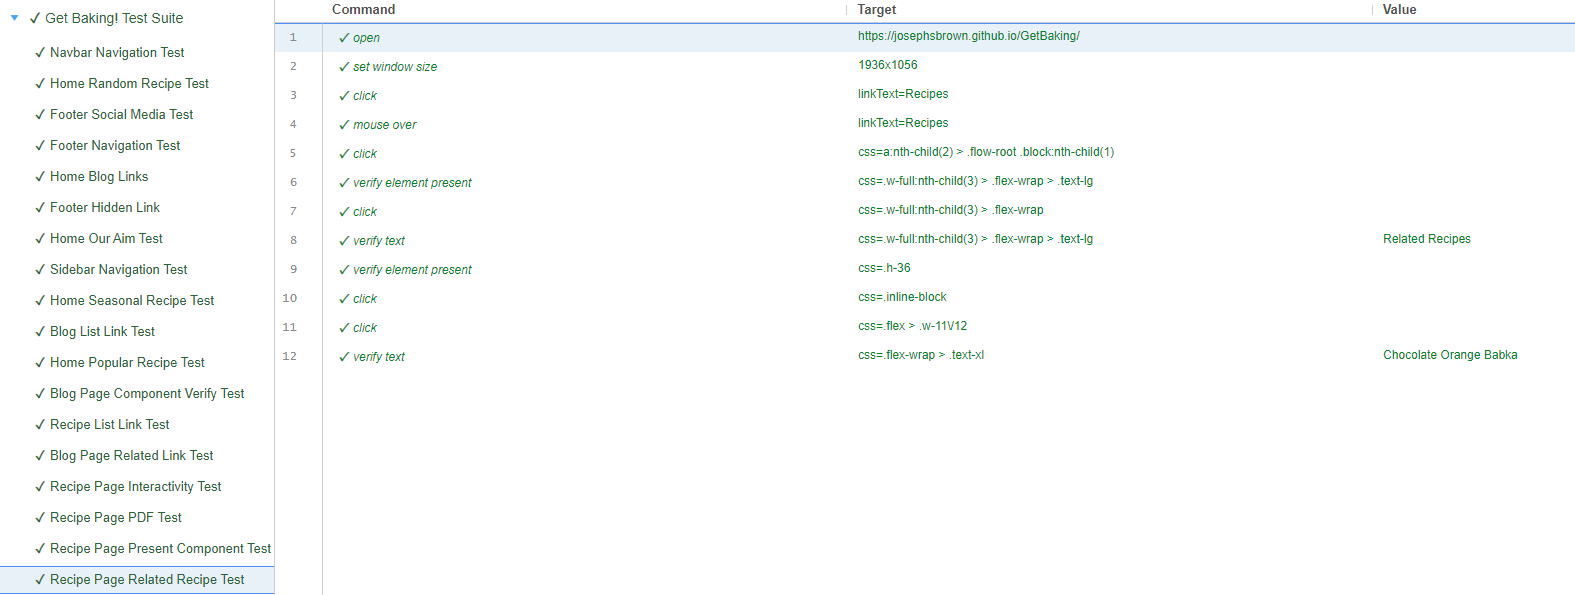 Get Baking! Test Suite
Navbar Navigation Test
Home Random Recipe Test
Footer Social Media Test
Footer Navigation Test
Home Blog Links
Footer Hidden Link
Home Our Aim Test
Sidebar Navigation Test
Home Seasonal Recipe Test
Blog List Link Test
Home Popular Recipe Test
Blog Page Component Verify Test
Recipe List Link Test
Blog Page Related Link Test
Recipe Page Interactivity Test
Recipe Page PDF Test
Recipe Page Present Component Test
Recipe Page Related Recipe Test
Command Target Value
1 ✓ open https://josephsbrown.github.io/GetBaking/
2 ✓ set window size 1936x1056
3 ✓ click linkText=Recipes
4 ✓ mouse over linkText=Recipes
5 ✓ click css=a:nth-child(2) > .flow-root .block:nth-child(1)
6 ✓ verify element present css=.w-full:nth-child(3) > .flex-wrap > .text-lg
7 ✓ click css=.w-full:nth-child(3) > .flex-wrap
8 ✓ verify text css=.w-full:nth-child(3) > .flex-wrap > .text-lg Related Recipes
9 ✓ verify element present css=.h-36
10 ✓ click css=.inline-block
11 ✓ click css=.flex > .w-11\/12
12 ✓ verify text css=.flex-wrap > .text-xl Chocolate Orange Babka